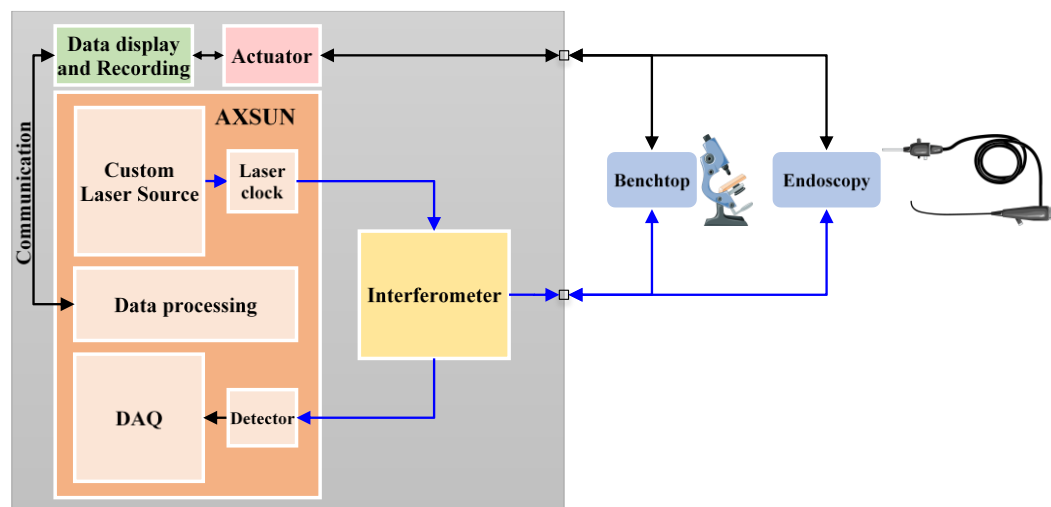 Data display
and Recording
Actuator
Communication
AXSUN
Custom
Laser Source
Laser
clock
Benchtop
Endoscopy
Interferometer
Data processing
DAQ
Detector